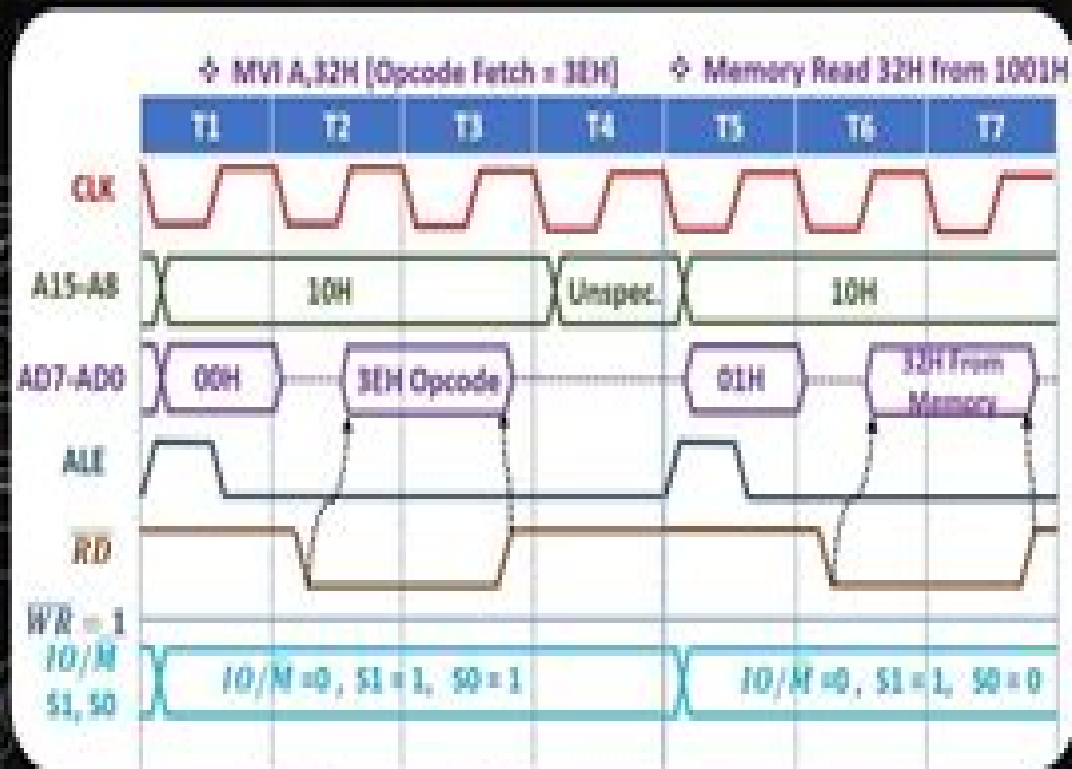 ❖ MVI A,32H [Opcode Fetch = 3EH] ❖ Memory Read 32H from 1001H
T1 T2 T3 T4 T5 T6 T7
CLK
A15-A8 10H Unspec. 10H
AD7-AD0 00H 3EH Opcode 01H 32H From
Memory
ALE
R̅D̅
W̅R̅ = 1
IO/M̅ IO/M̅ =0 , S1 = 1, S0 = 1 IO/M̅ =0 , S1 =1, S0 = 0
S1, S0